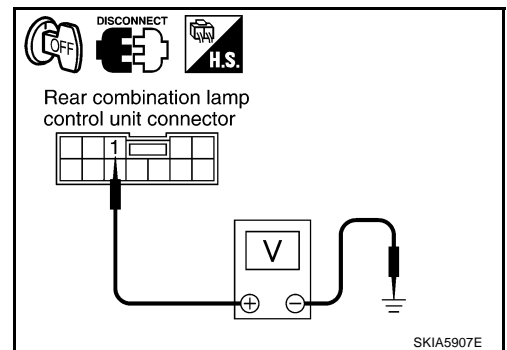 DISCONNECT
OFF
H.S.
Rear combination lamp
control unit connector
1
V
+ −
SKIA5907E